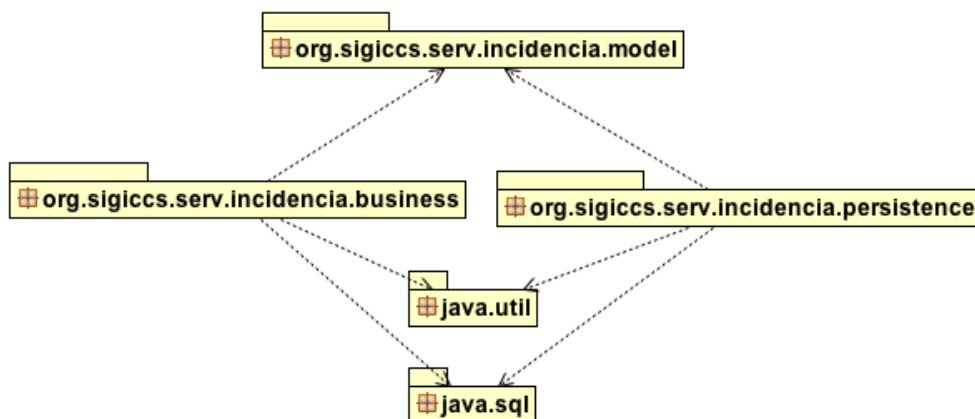 org.sigiccs.serv.incidencia.model
org.sigiccs.serv.incidencia.business
org.sigiccs.serv.incidencia.persistence
java.util
java.sql